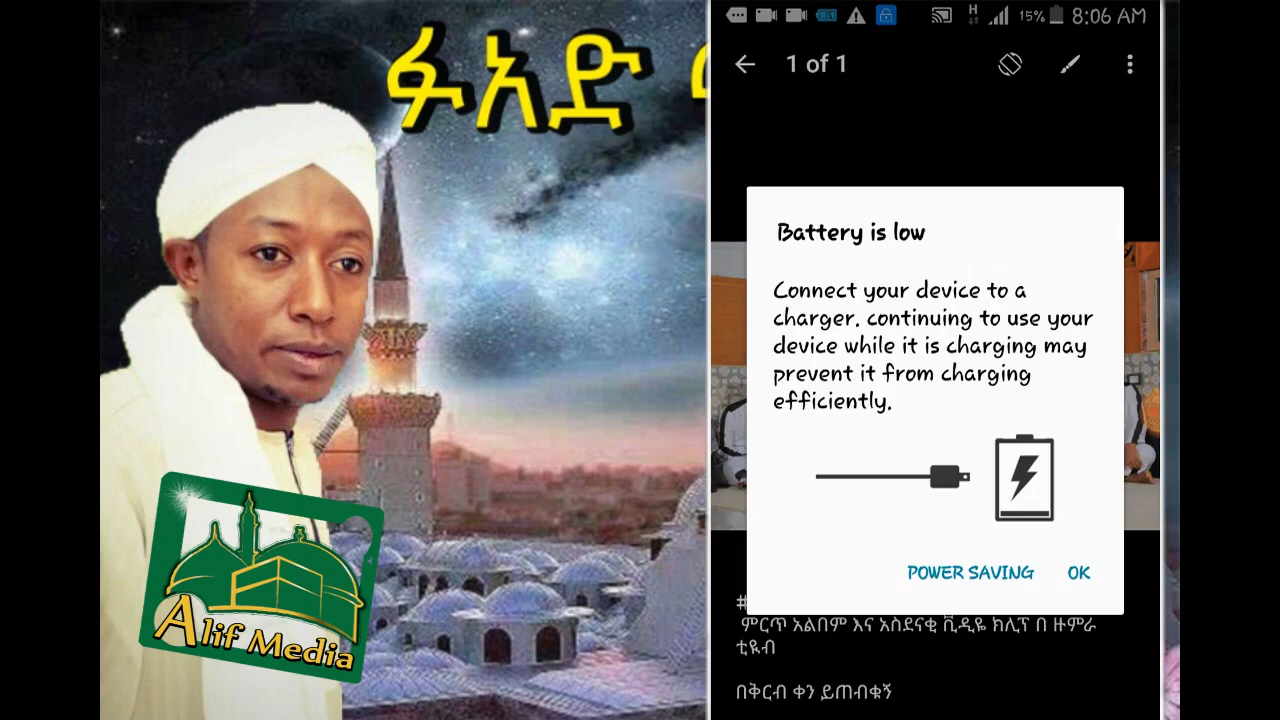 ፉአድ
Alif Media
15% 8:06 AM
1 of 1
Battery is low
Connect your device to a
charger. continuing to use your
device while it is charging may
prevent it from charging
efficiently.
POWER SAVING OK
#
ምርጥ አልበም እና አስደናቂ ቪዲዬ ክሊፕ በ ዙምራ
ቲዩብ
በቅርብ ቀን ይጠብቁኝ